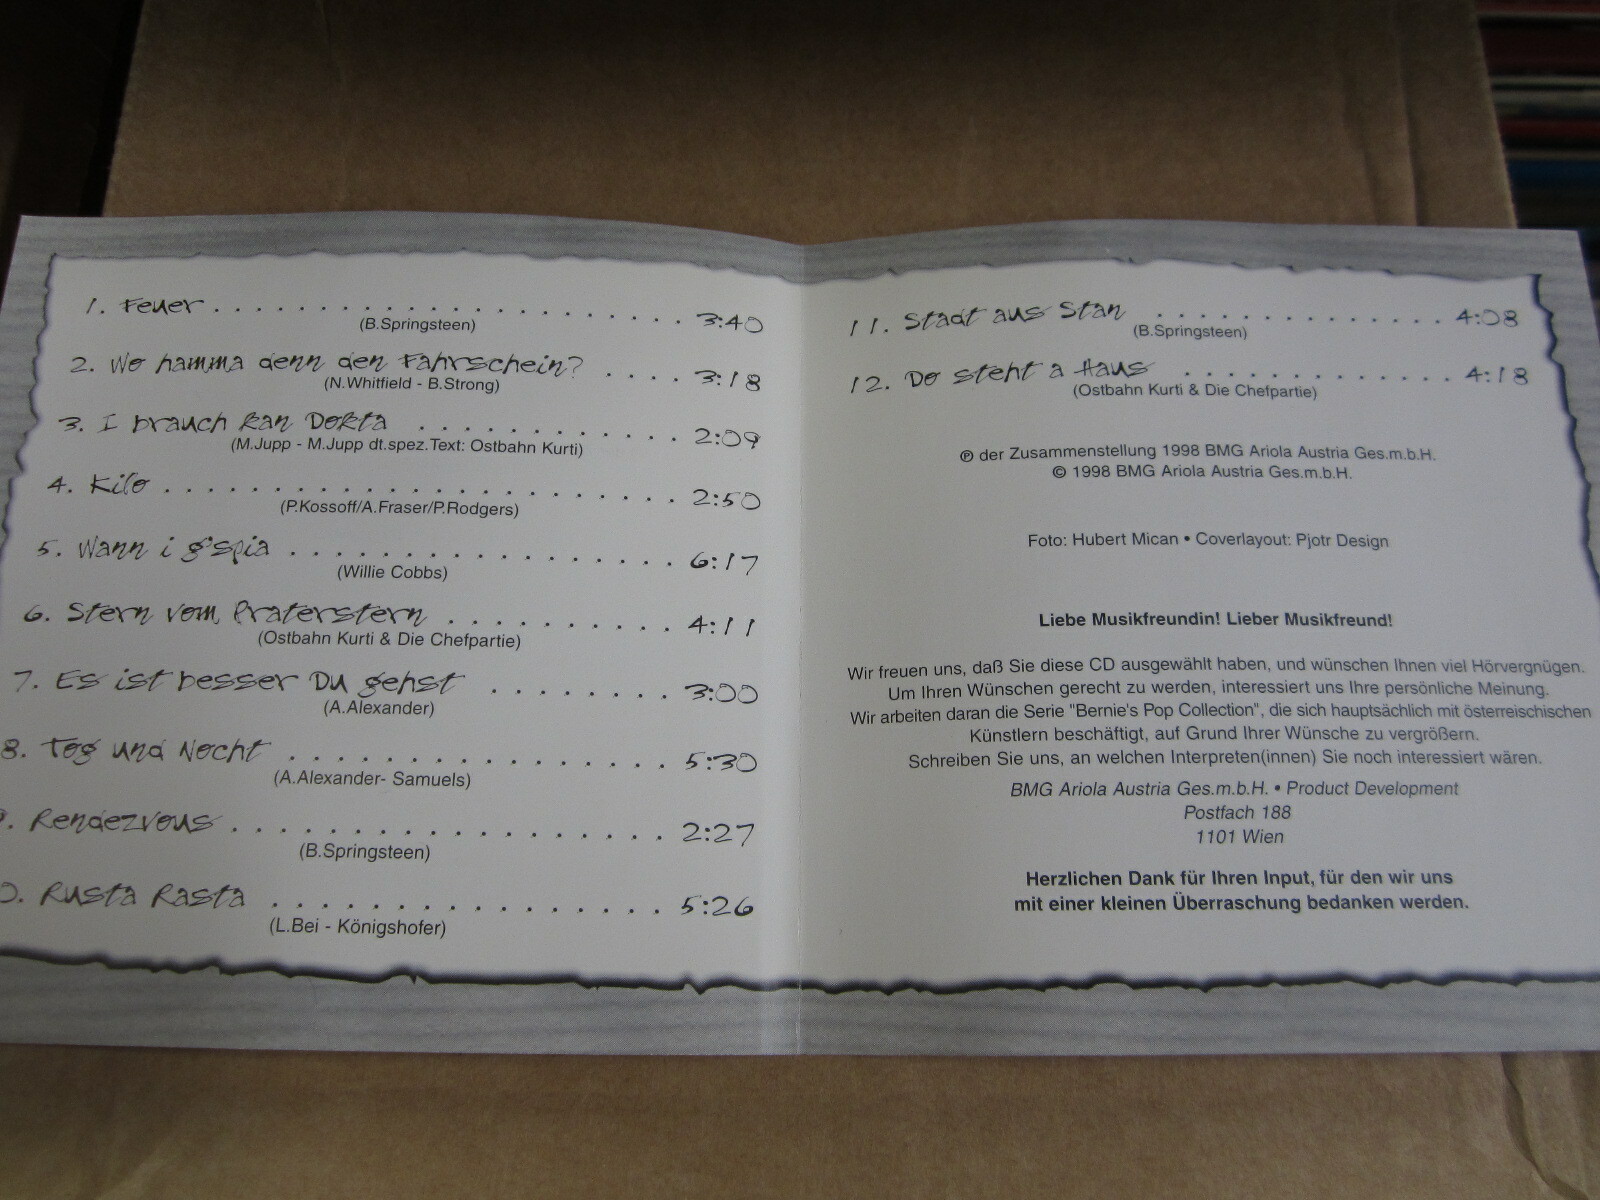 1. Feuer . . . . . . . . . . . . . . . . . . . . . 3:40
(B.Springsteen)
2. Wo hamma denn den Fahrschein? . . . . 3:18
(N.Whitfield - B.Strong)
3. I brauch kan Dokta . . . . . . . . . . . 2:09
(M.Jupp - M.Jupp dt.spez.Text: Ostbahn Kurti)
4. Kilo . . . . . . . . . . . . . . . . . . . . . . 2:50
(P.Kossoff/A.Fraser/P.Rodgers)
5. Wann i g'spia . . . . . . . . . . . . . . . . 6:17
(Willie Cobbs)
6. Stern vom Praterstern . . . . . . . . . . 4:11
(Ostbahn Kurti & Die Chefpartie)
7. Es ist besser Du gehst . . . . . . . . 3:00
(A.Alexander)
8. Tog und Nocht . . . . . . . . . . . . . . . 5:30
(A.Alexander- Samuels)
9. Rendezvous . . . . . . . . . . . . . . . . . . 2:27
(B.Springsteen)
0. Rusta Rasta . . . . . . . . . . . . . . . . 5:26
(L.Bei - Königshofer)
11. Stadt aus Stan . . . . . . . . . . . . . . 4:08
(B.Springsteen)
12. Do steht a Haus . . . . . . . . . . . . . 4:18
(Ostbahn Kurti & Die Chefpartie)
℗ der Zusammenstellung 1998 BMG Ariola Austria Ges.m.b.H.
© 1998 BMG Ariola Austria Ges.m.b.H.
Foto: Hubert Mican • Coverlayout: Pjotr Design
Liebe Musikfreundin! Lieber Musikfreund!
Wir freuen uns, daß Sie diese CD ausgewählt haben, und wünschen Ihnen viel Hörvergnügen.
Um Ihren Wünschen gerecht zu werden, interessiert uns Ihre persönliche Meinung.
Wir arbeiten daran die Serie "Bernie's Pop Collection", die sich hauptsächlich mit österreischischen
Künstlern beschäftigt, auf Grund Ihrer Wünsche zu vergrößern.
Schreiben Sie uns, an welchen Interpreten(innen) Sie noch interessiert wären.
BMG Ariola Austria Ges.m.b.H. • Product Development
Postfach 188
1101 Wien
Herzlichen Dank für Ihren Input, für den wir uns
mit einer kleinen Überraschung bedanken werden.